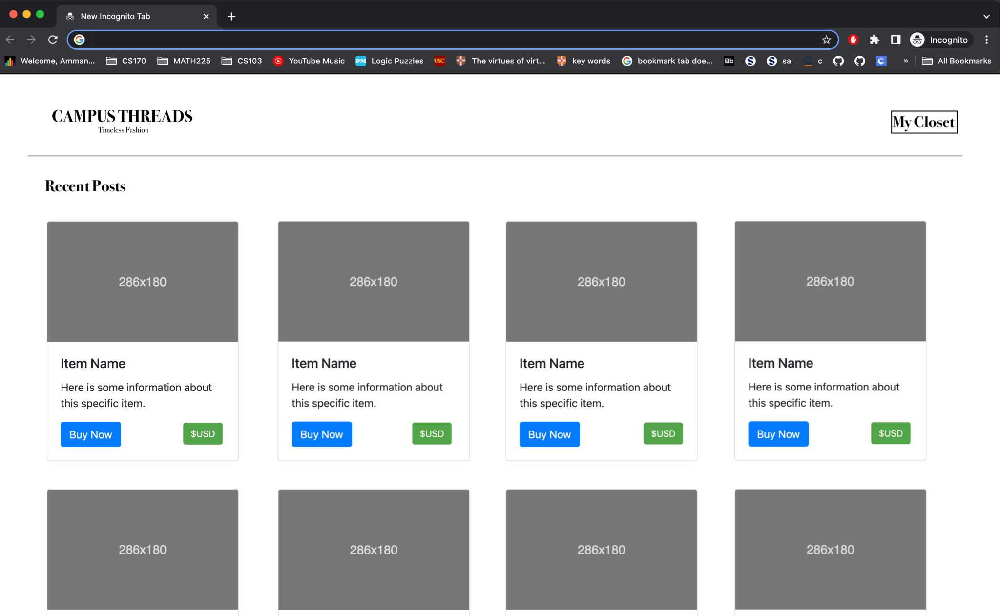 New Incognito Tab
Incognito
Welcome, Amman... CS170 MATH225 CS103 YouTube Music PM Logic Puzzles USC The virtues of virt... key words bookmark tab doe... Bb S S sa c C » All Bookmarks
CAMPUS THREADS
Timeless Fashion
My Closet
Recent Posts
286x180 286x180 286x180 286x180
Item Name Item Name Item Name Item Name
Here is some information about Here is some information about Here is some information about Here is some information about
this specific item. this specific item. this specific item. this specific item.
Buy Now $USD Buy Now $USD Buy Now $USD Buy Now $USD
286x180 286x180 286x180 286x180